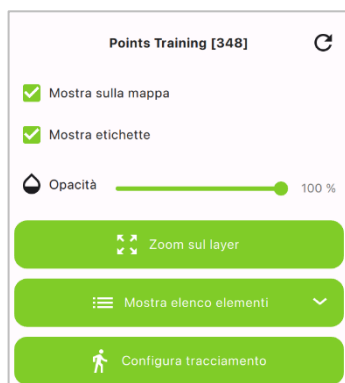 Points Training [348]
Mostra sulla mappa
Mostra etichette
Opacità 100 %
Zoom sul layer
Mostra elenco elementi
Configura tracciamento